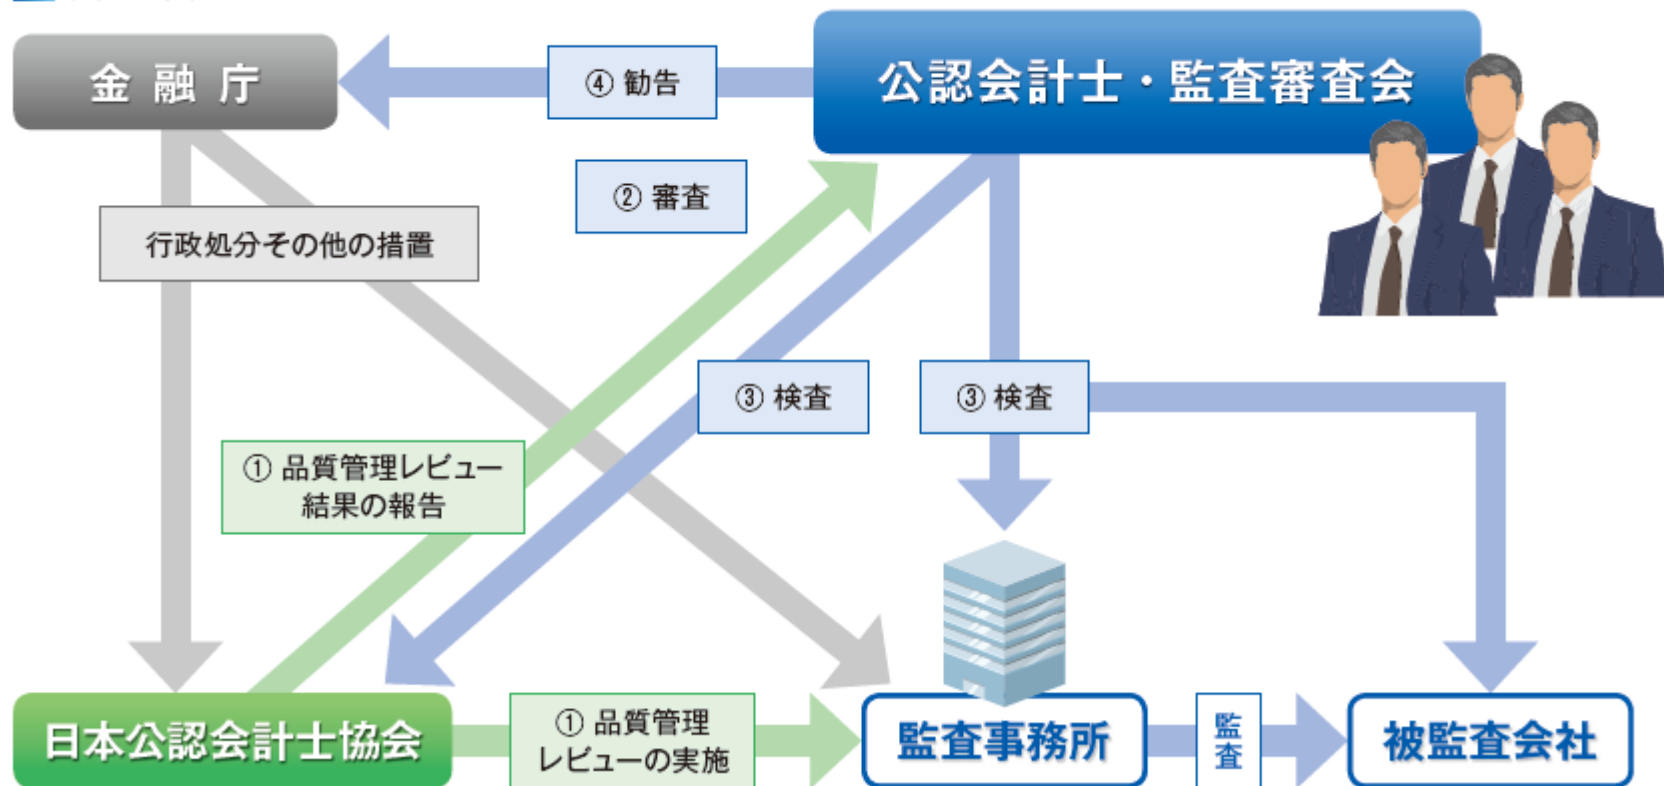 金融庁
④ 勧告
公認会計士・監査審査会
② 審査
行政処分その他の措置
③ 検査
③ 検査
① 品質管理レビュー
結果の報告
日本公認会計士協会
① 品質管理
レビューの実施
監査事務所
監査
被監査会社